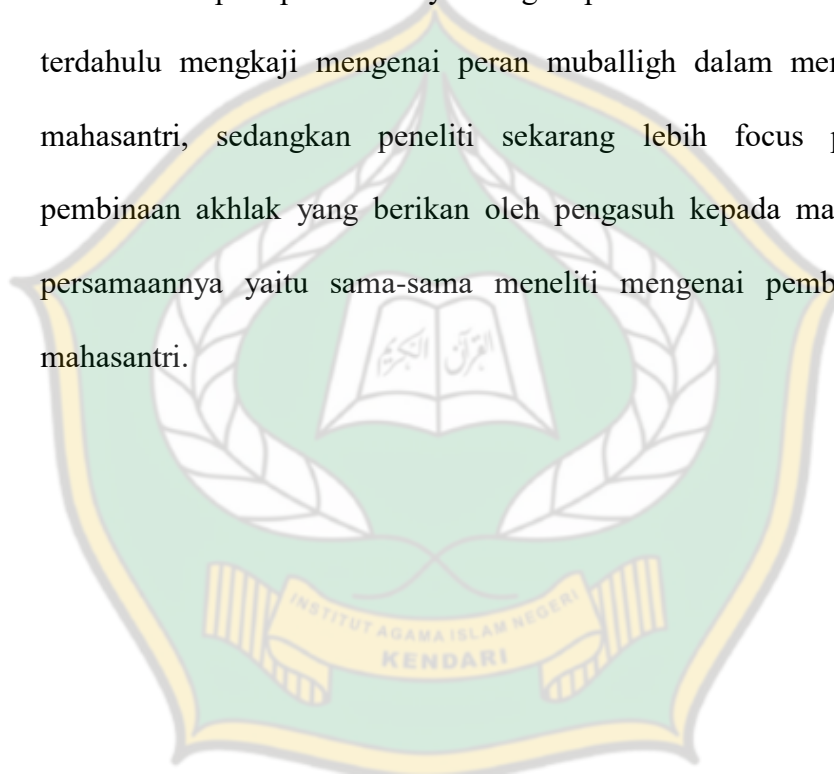 terdahulu mengkaji mengenai peran muballigh dalam
mahasantri, sedangkan peneliti sekarang lebih focus
pembinaan akhlak yang berikan oleh pengasuh kepada
persamaannya yaitu sama-sama meneliti mengenai
mahasantri.
القرآن الكريم
INSTITUT AGAMA ISLAM NEGERI
KENDARI